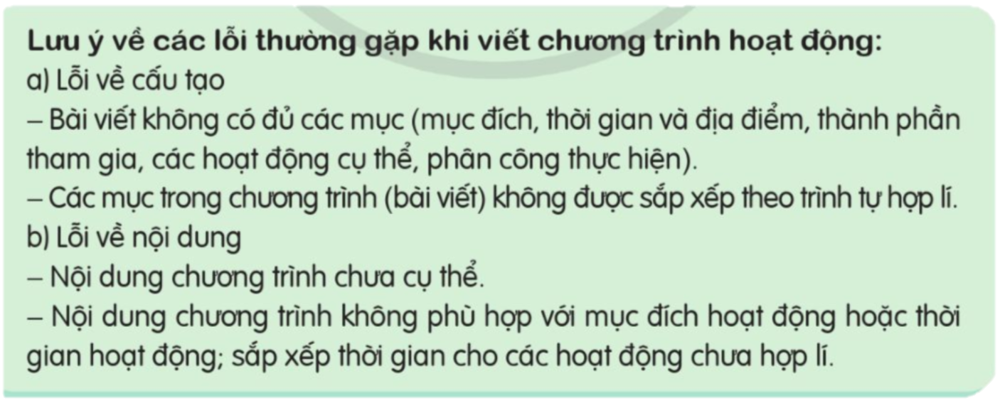 Lưu ý về các lỗi thường gặp khi viết chương trình hoạt động:
a) Lỗi về cấu tạo
– Bài viết không có đủ các mục (mục đích, thời gian và địa điểm, thành phần
tham gia, các hoạt động cụ thể, phân công thực hiện).
– Các mục trong chương trình (bài viết) không được sắp xếp theo trình tự hợp lí.
b) Lỗi về nội dung
– Nội dung chương trình chưa cụ thể.
– Nội dung chương trình không phù hợp với mục đích hoạt động hoặc thời
gian hoạt động; sắp xếp thời gian cho các hoạt động chưa hợp lí.